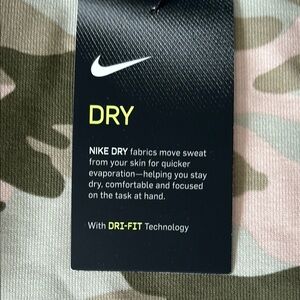 DRY
NIKE DRY fabrics move sweat
from your skin for quicker
evaporation—helping you stay
dry, comfortable and focused
on the task at hand.
With DRI-FIT Technology